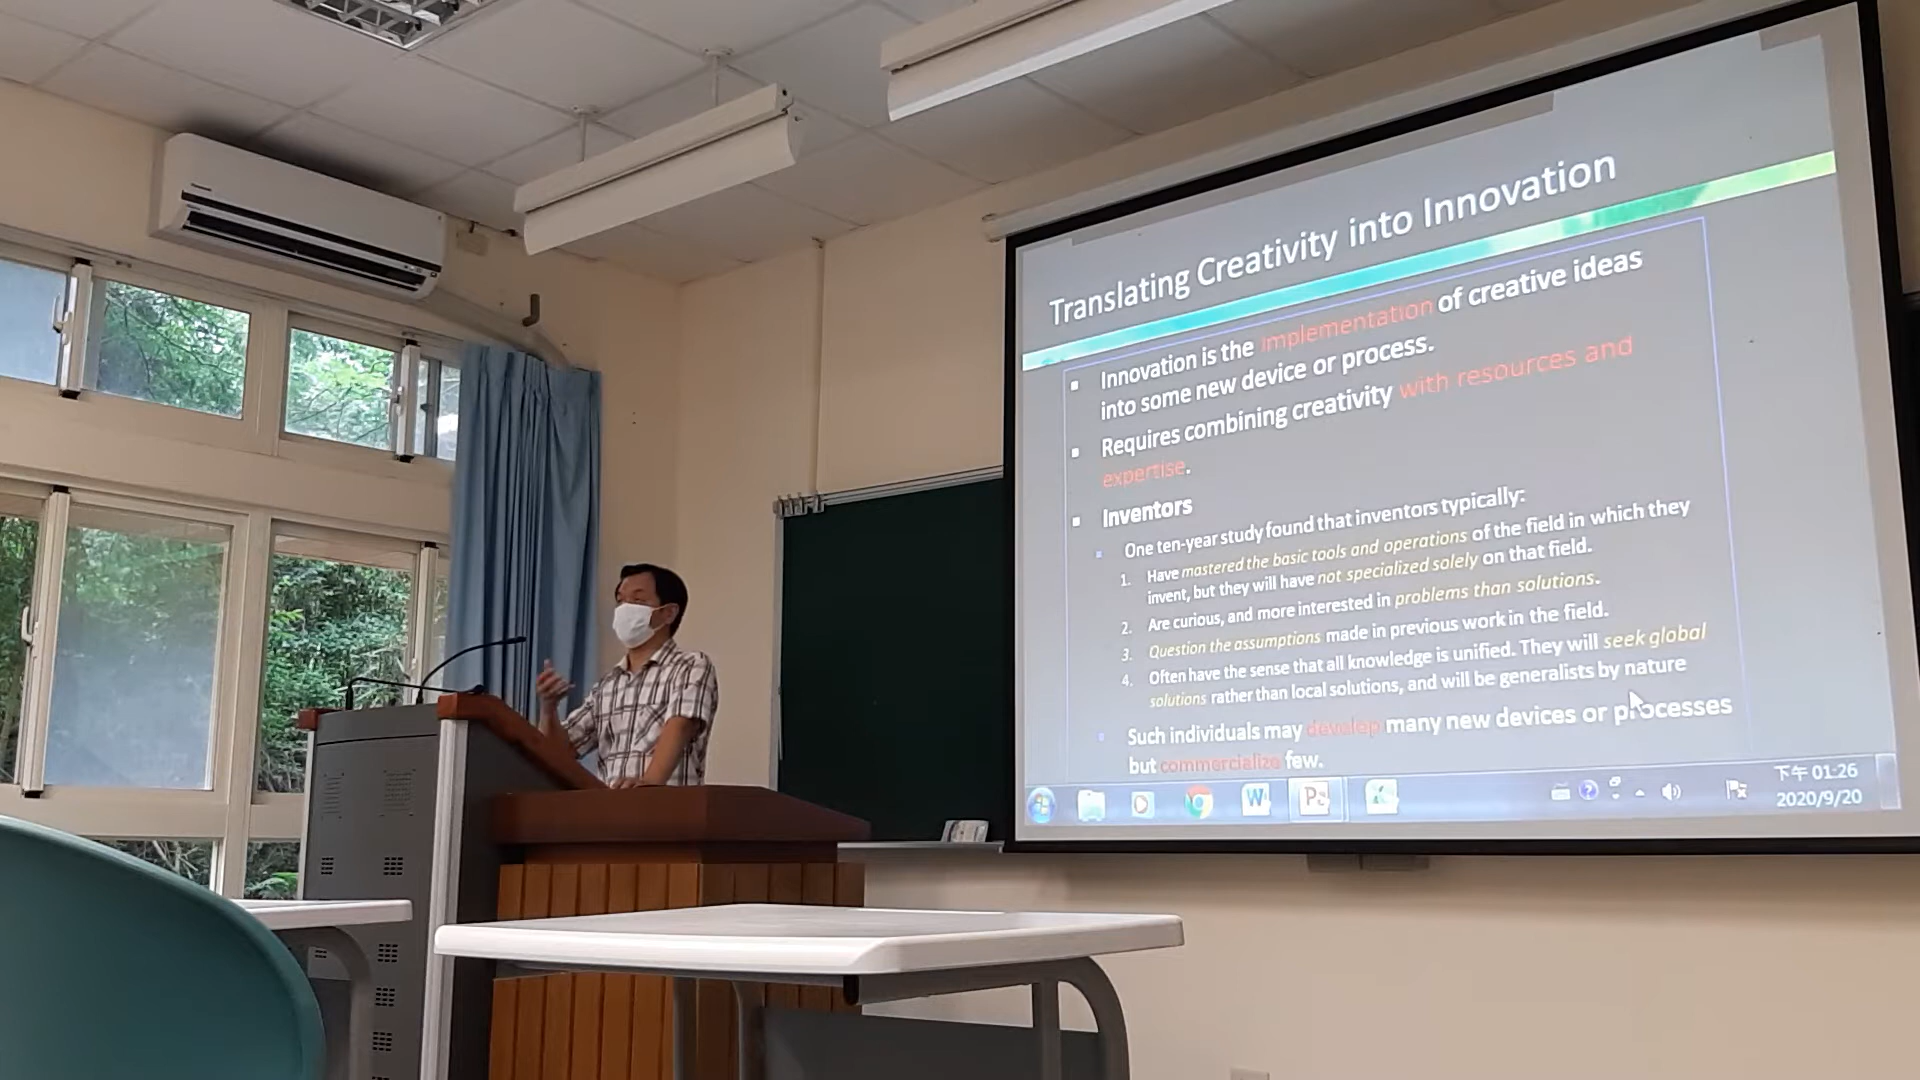 Translating Creativity into Innovation
Innovation is the implementation of creative ideas
into some new device or process.
Requires combining creativity with resources and
expertise.
Inventors
One ten-year study found that inventors typically:
1. Have mastered the basic tools and operations of the field in which they
invent, but they will have not specialized solely on that field.
2. Are curious, and more interested in problems than solutions.
3. Question the assumptions made in previous work in the field.
4. Often have the sense that all knowledge is unified. They will seek global
solutions rather than local solutions, and will be generalists by nature
Such individuals may develop many new devices or processes
but commercialize few.
下午 01:26
2020/9/20